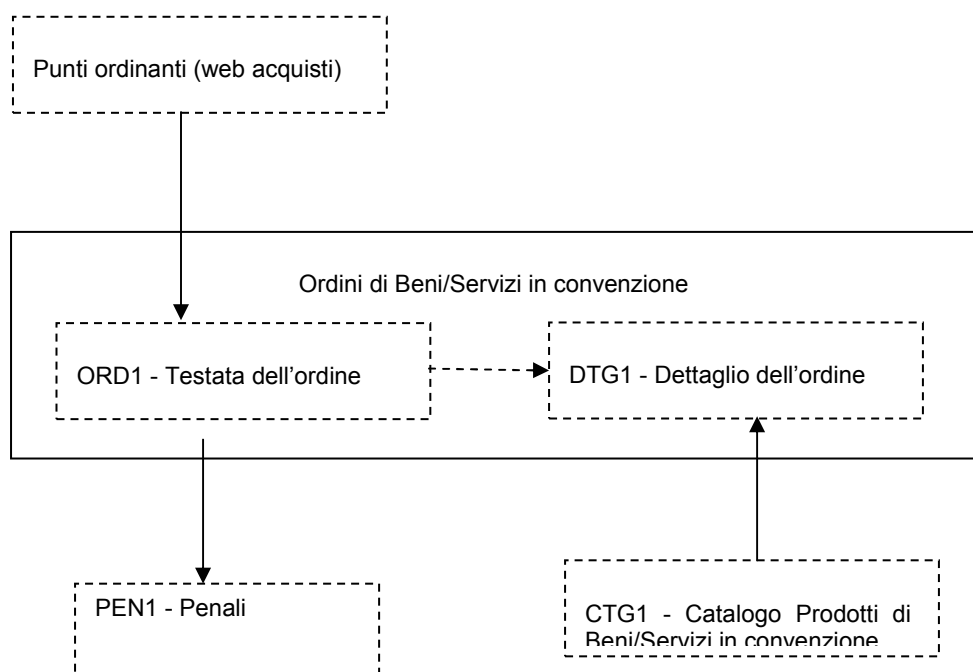 Punti ordinanti (web acquisti)
Ordini di Beni/Servizi in convenzione
ORD1 - Testata dell'ordine
DTG1 - Dettaglio dell'ordine
PEN1 - Penali
CTG1 - Catalogo Prodotti di
Beni/Servizi in convenzione